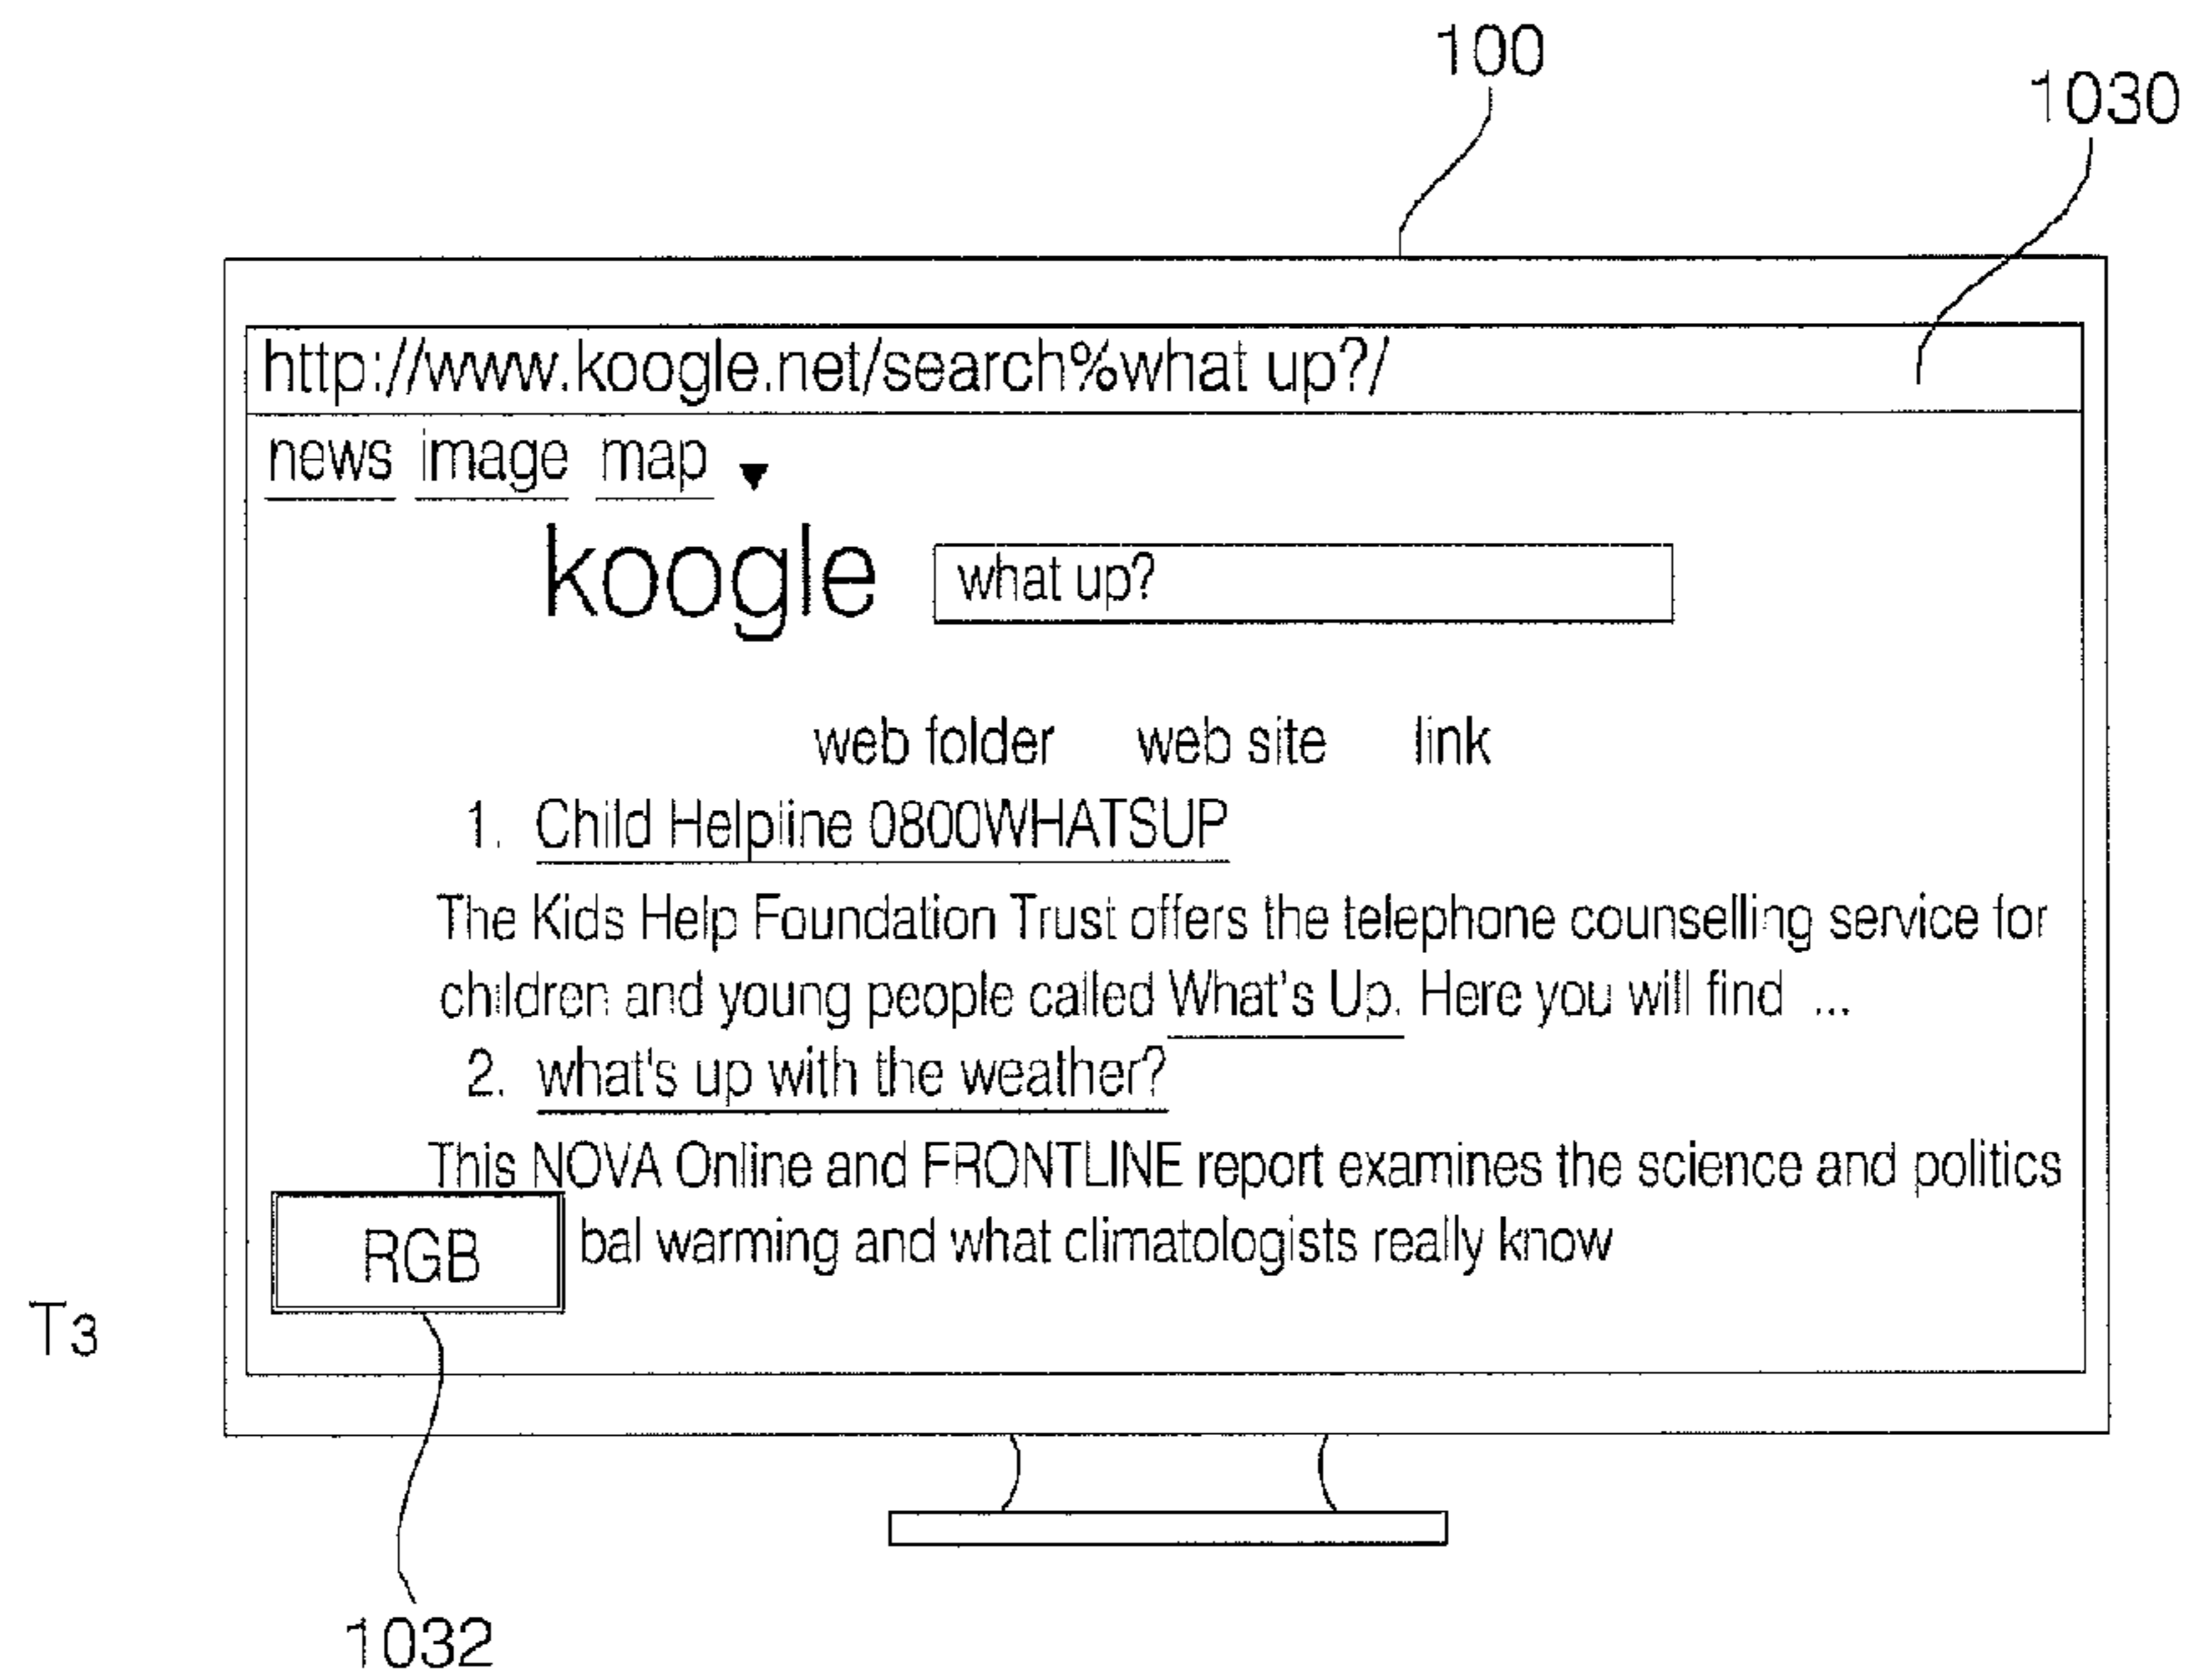 100
1030
http://www.koogle.net/search%what up?/
news image map
koogle what up?
web folder web site link
1. Child Helpline 0800WHATSUP
The Kids Help Foundation Trust offers the telephone counselling service for
children and young people called What's Up. Here you will find ...
2. what's up with the weather?
This NOVA Online and FRONTLINE report examines the science and politics
RGB bal warming and what climatologists really know
T3
1032